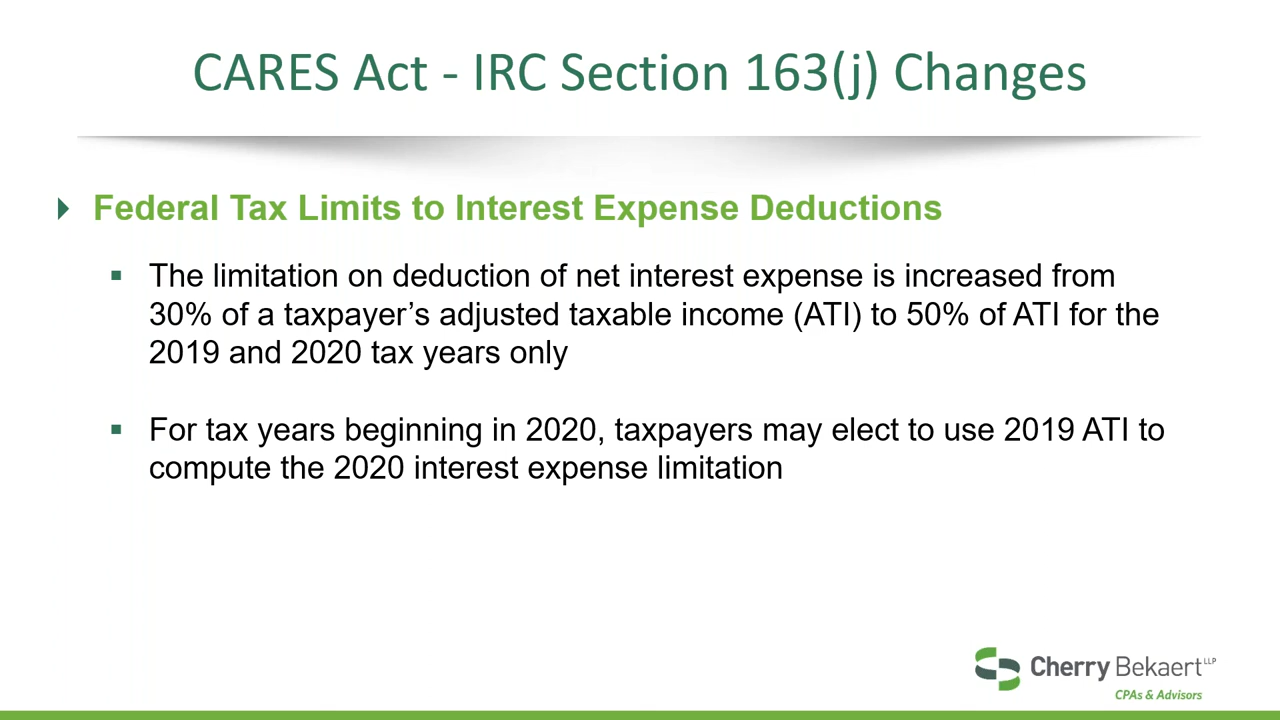 CARES Act - IRC Section 163(j) Changes
Federal Tax Limits to Interest Expense Deductions
The limitation on deduction of net interest expense is increased from
30% of a taxpayer’s adjusted taxable income (ATI) to 50% of ATI for the
2019 and 2020 tax years only
For tax years beginning in 2020, taxpayers may elect to use 2019 ATI to
compute the 2020 interest expense limitation
Cherry Bekaert LLP
CPAs & Advisors